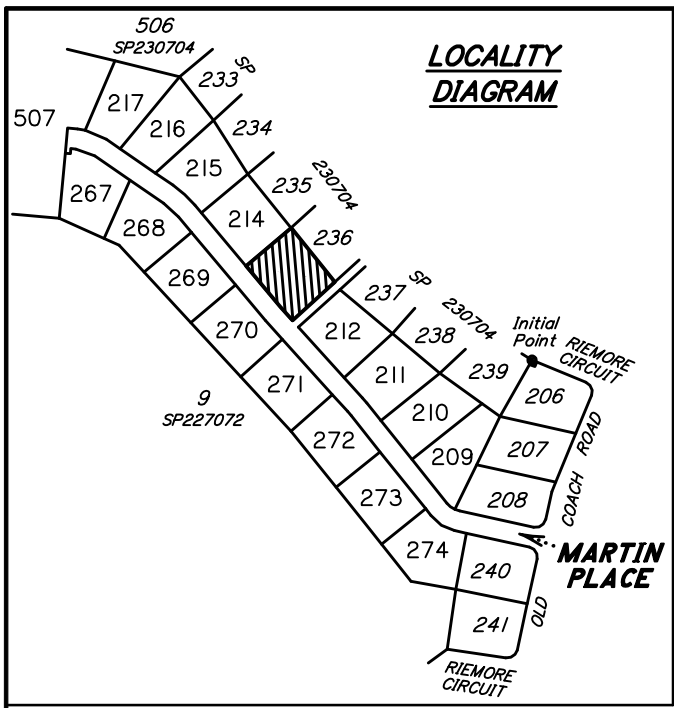 LOCALITY
DIAGRAM
506
SP230704
233
SP
217
507
216
234
215
235
230704
267
214
236
268
237
SP
269
212
238
230704
Initial
Point
RIEMORE
CIRCUIT
270
211
239
206
9
SP227072
271
210
ROAD
272
209
207
273
208
COACH
274
MARTIN
PLACE
240
241
OLD
RIEMORE
CIRCUIT